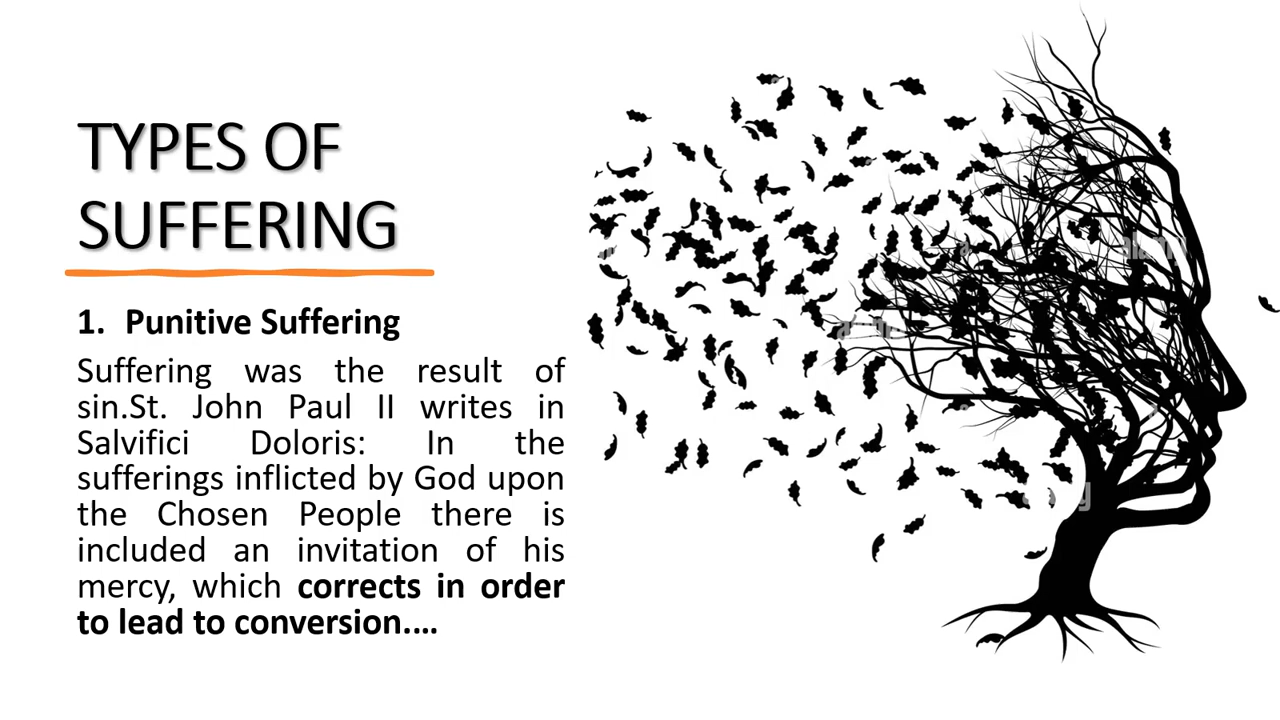 TYPES OF
SUFFERING
1. Punitive Suffering
Suffering was the result of
sin.St. John Paul II writes in
Salvifici Doloris: In the
sufferings inflicted by God upon
the Chosen People there is
included an invitation of his
mercy, which corrects in order
to lead to conversion....